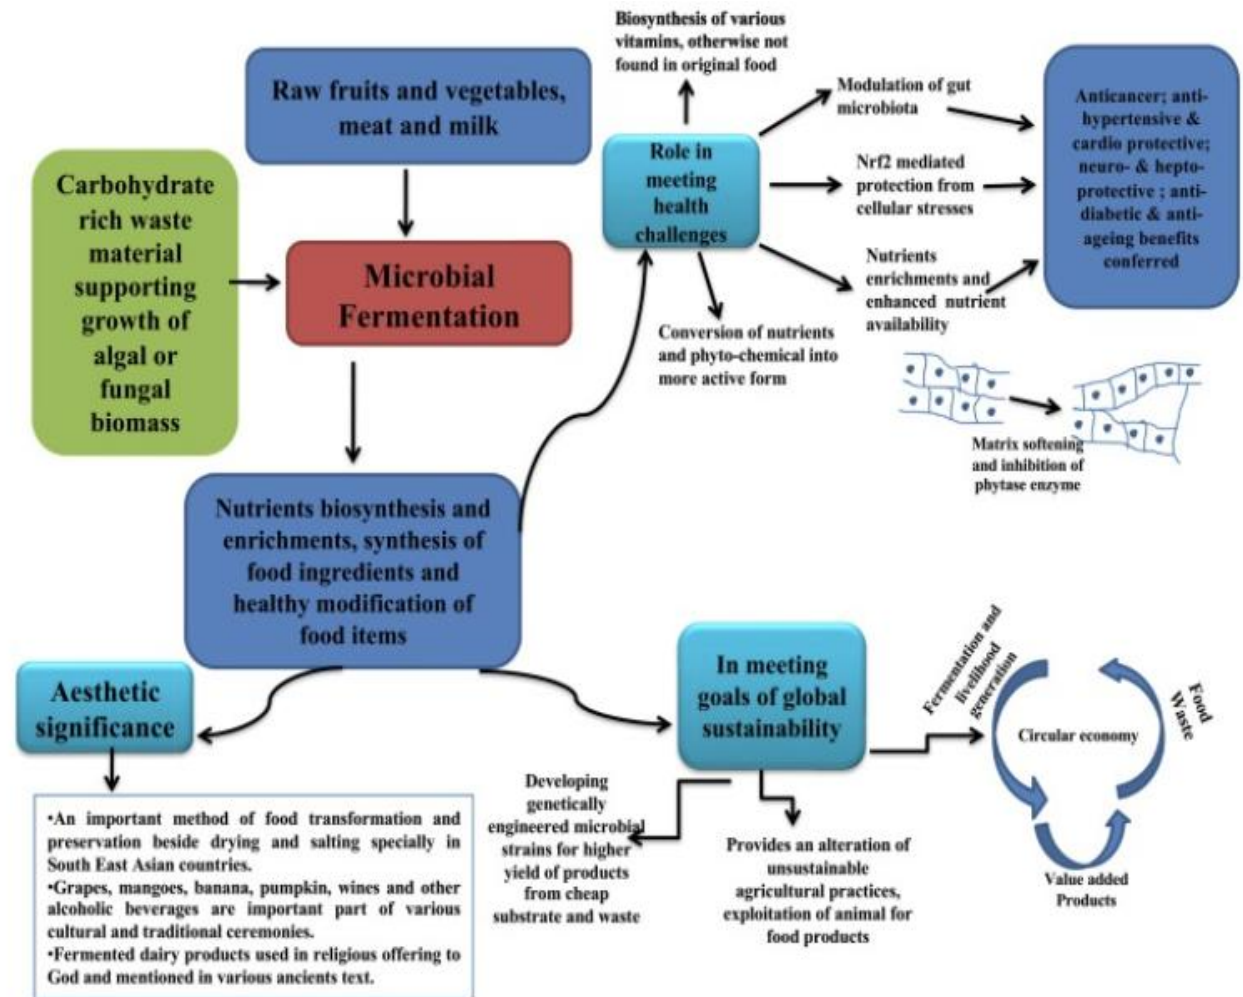 Biosynthesis of various
vitamins, otherwise not
found in original food
Raw fruits and vegetables,
meat and milk
Modulation of gut
microbiota
Anticancer; anti-
hypertensive &
cardio protective;
neuro- & hepto-
protective ; anti-
diabetic & anti-
ageing benefits
conferred
Role in
meeting
health
challenges
Nrf2 mediated
protection from
cellular stresses
Carbohydrate
rich waste
material
supporting
growth of
algal or
fungal
biomass
Microbial
Fermentation
Nutrients
enrichments and
enhanced nutrient
availability
Conversion of nutrients
and phyto-chemical into
more active form
Matrix softening
and inhibition of
phytase enzyme
Nutrients biosynthesis and
enrichments, synthesis of
food ingredients and
healthy modification of
food items
Aesthetic
significance
In meeting
goals of global
sustainability
Fermentation and
livelihood
generation
Food
Waste
Circular economy
Value added
Products
Developing
genetically
engineered microbial
strains for higher
yield of products
from cheap
substrate and waste
Provides an alteration of
unsustainable
agricultural practices,
exploitation of animal for
food products
•An important method of food transformation and
preservation beside drying and salting specially in
South East Asian countries.
•Grapes, mangoes, banana, pumpkin, wines and other
alcoholic beverages are important part of various
cultural and traditional ceremonies.
•Fermented dairy products used in religious offering to
God and mentioned in various ancients text.